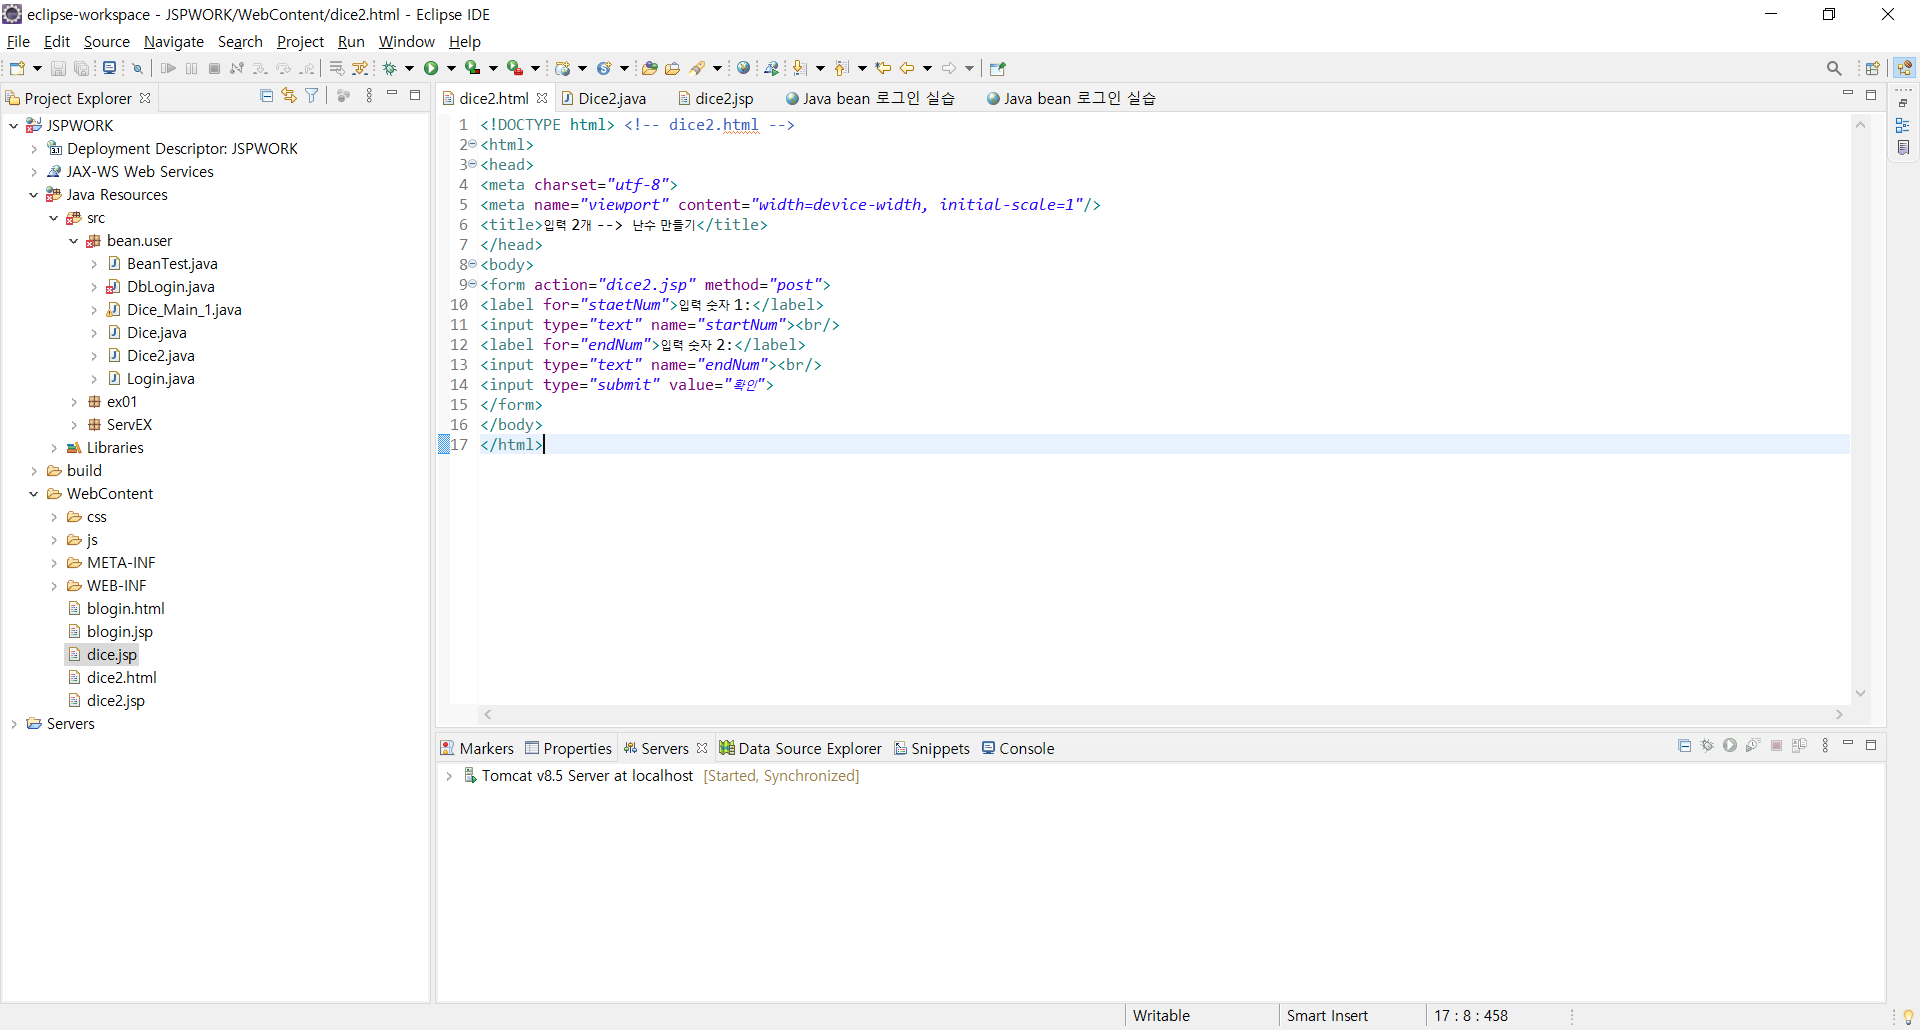 eclipse-workspace - JSPWORK/WebContent/dice2.html - Eclipse IDE
File Edit Source Navigate Search Project Run Window Help
Project Explorer
JSPWORK
Deployment Descriptor: JSPWORK
JAX-WS Web Services
Java Resources
src
bean.user
BeanTest.java
DbLogin.java
Dice_Main_1.java
Dice.java
Dice2.java
Login.java
ex01
ServEX
Libraries
build
WebContent
css
js
META-INF
WEB-INF
blogin.html
blogin.jsp
dice.jsp
dice2.html
dice2.jsp
Servers
dice2.html Dice2.java dice2.jsp Java bean 로그인 실습 Java bean 로그인 실습
1 <!DOCTYPE html> <!-- dice2.html -->
2 <html>
3 <head>
4 <meta charset="utf-8">
5 <meta name="viewport" content="width=device-width, initial-scale=1"/>
6 <title>입력 2개 --> 난수 만들기</title>
7 </head>
8 <body>
9 <form action="dice2.jsp" method="post">
10 <label for="staetNum">입력 숫자 1:</label>
11 <input type="text" name="startNum"><br/>
12 <label for="endNum">입력 숫자 2:</label>
13 <input type="text" name="endNum"><br/>
14 <input type="submit" value="확인">
15 </form>
16 </body>
17 </html>
Markers Properties Servers Data Source Explorer Snippets Console
Tomcat v8.5 Server at localhost [Started, Synchronized]
Writable Smart Insert 17 : 8 : 458